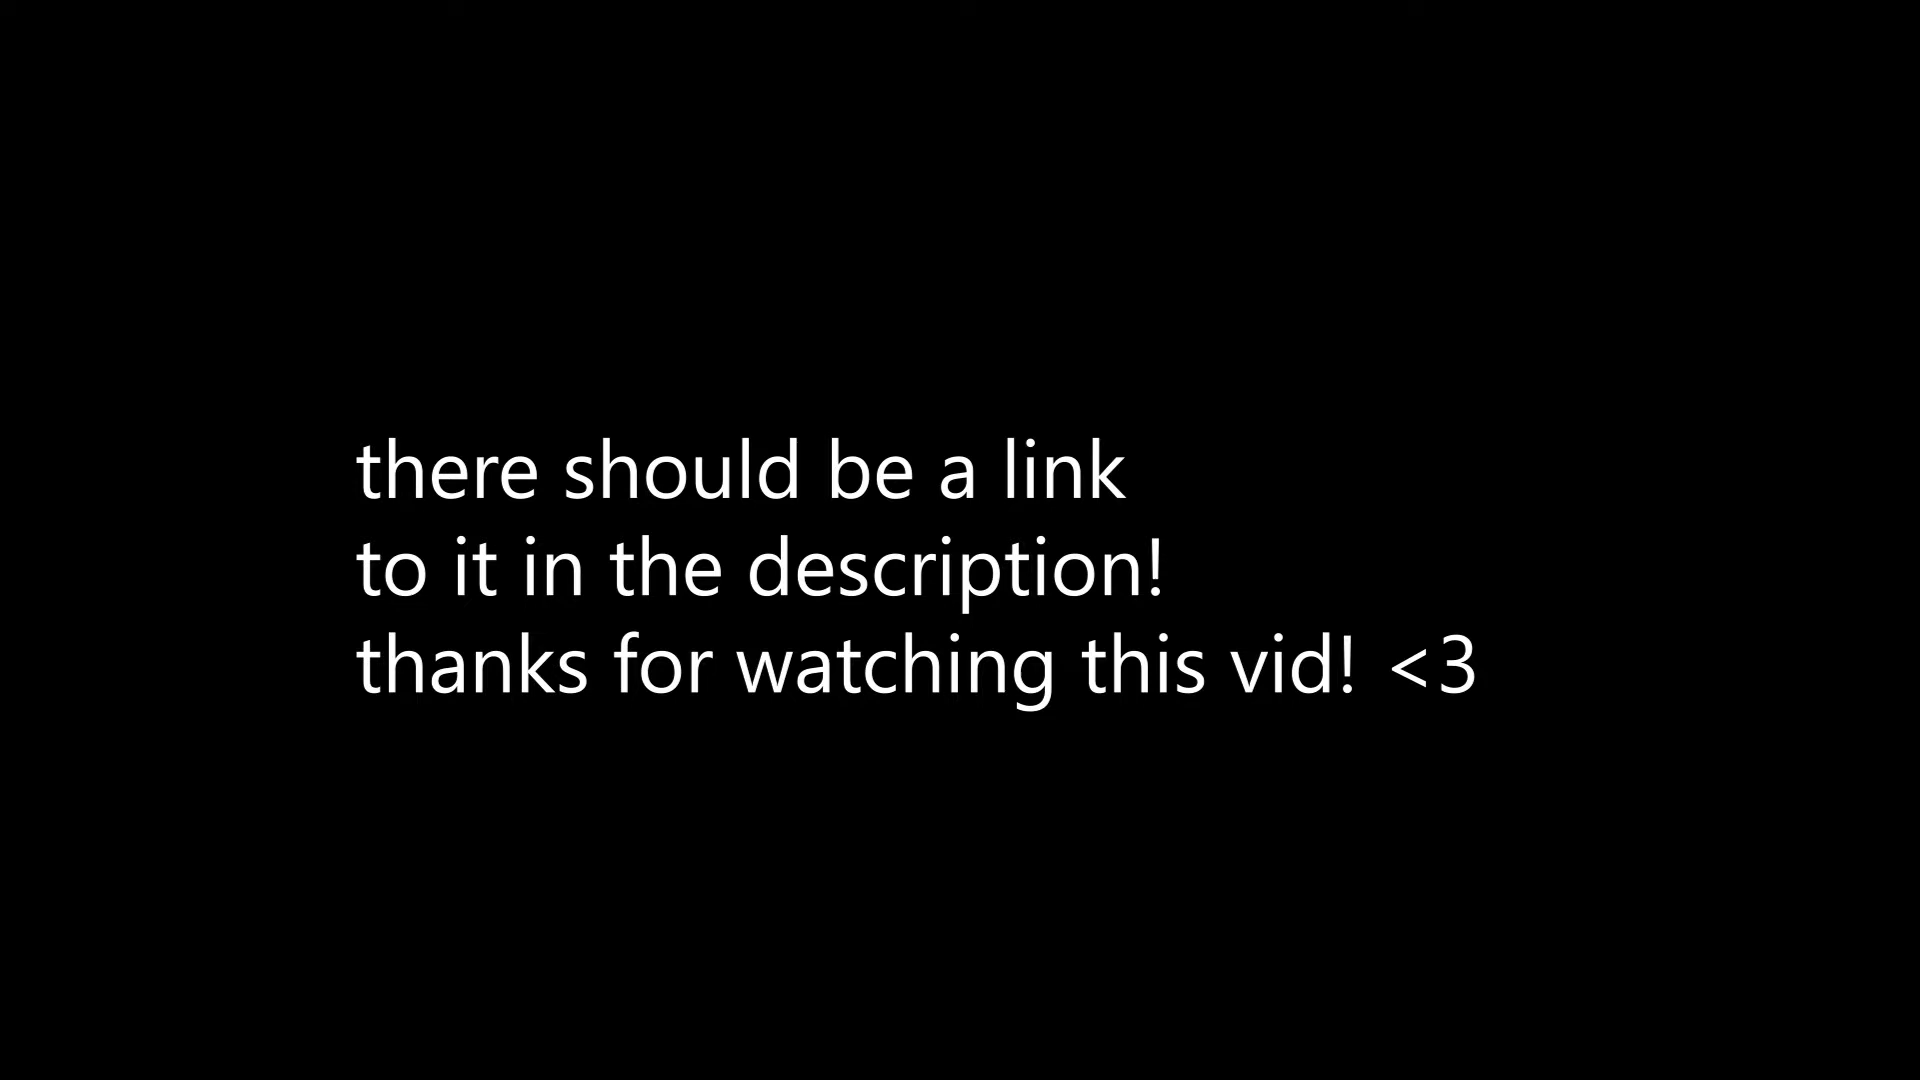 there should be a link
to it in the description!
thanks for watching this vid! <3